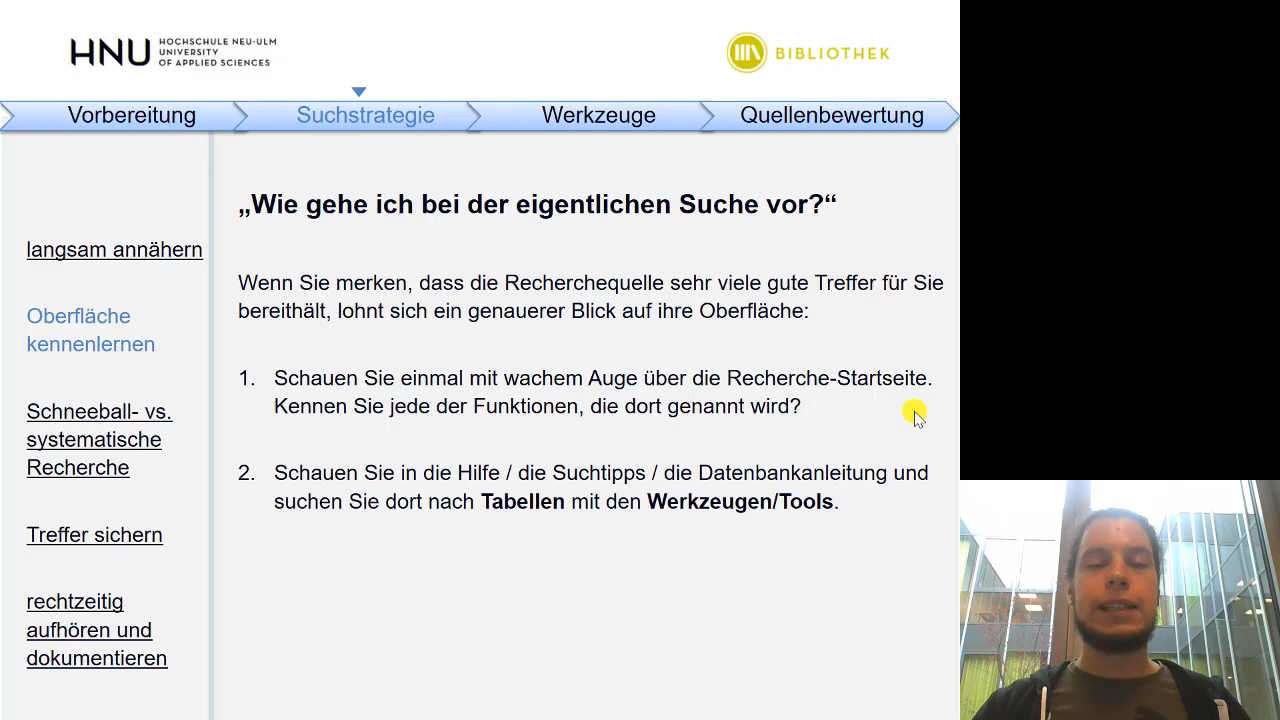 HNU HOCHSCHULE NEU-ULM
UNIVERSITY
OF APPLIED SCIENCES
BIBLIOTHEK
Vorbereitung
Suchstrategie
Werkzeuge
Quellenbewertung
langsam annähern
Oberfläche
kennenlernen
Schneeball- vs.
systematische
Recherche
Treffer sichern
rechtzeitig
aufhören und
dokumentieren
„Wie gehe ich bei der eigentlichen Suche vor?“
Wenn Sie merken, dass die Recherchequelle sehr viele gute Treffer für Sie
bereithält, lohnt sich ein genauerer Blick auf ihre Oberfläche:
1. Schauen Sie einmal mit wachem Auge über die Recherche-Startseite.
Kennen Sie jede der Funktionen, die dort genannt wird?
2. Schauen Sie in die Hilfe / die Suchtipps / die Datenbankanleitung und
suchen Sie dort nach Tabellen mit den Werkzeugen/Tools.